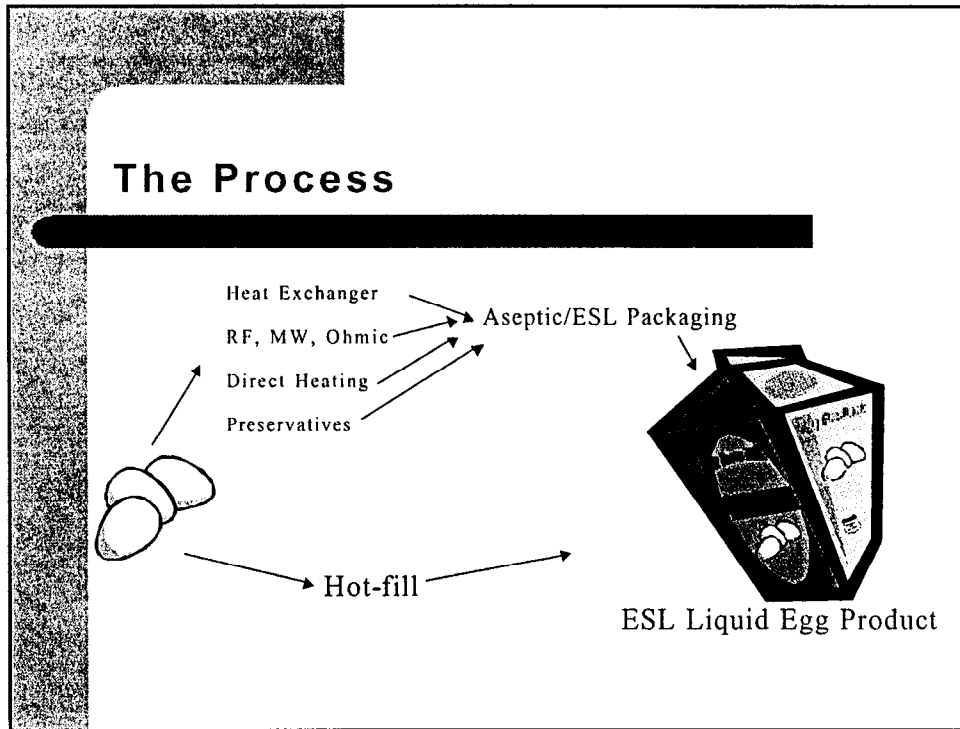 The Process
Heat Exchanger
RF, MW, Ohmic
Direct Heating
Preservatives
Aseptic/ESL Packaging
Hot-fill
ESL Liquid Egg Product